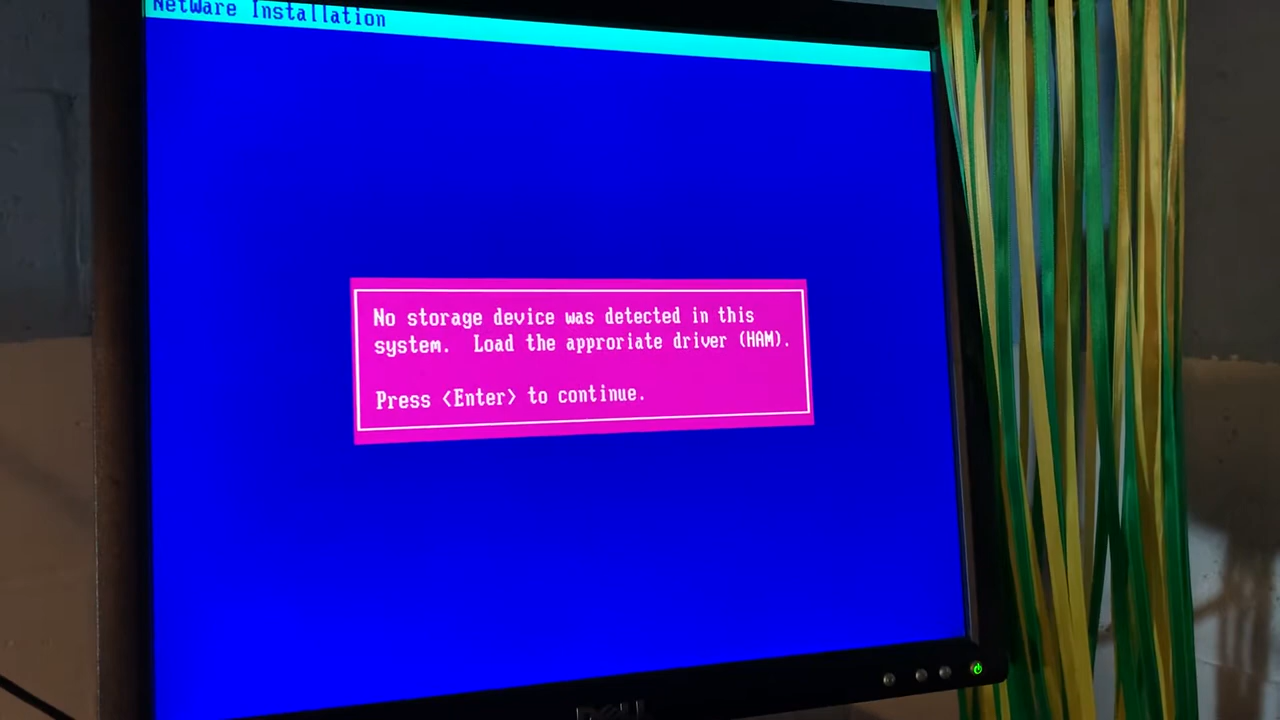 NetWare Installation
No storage device was detected in this
system.  Load the approriate driver (HAM).
Press <Enter> to continue.
DELL